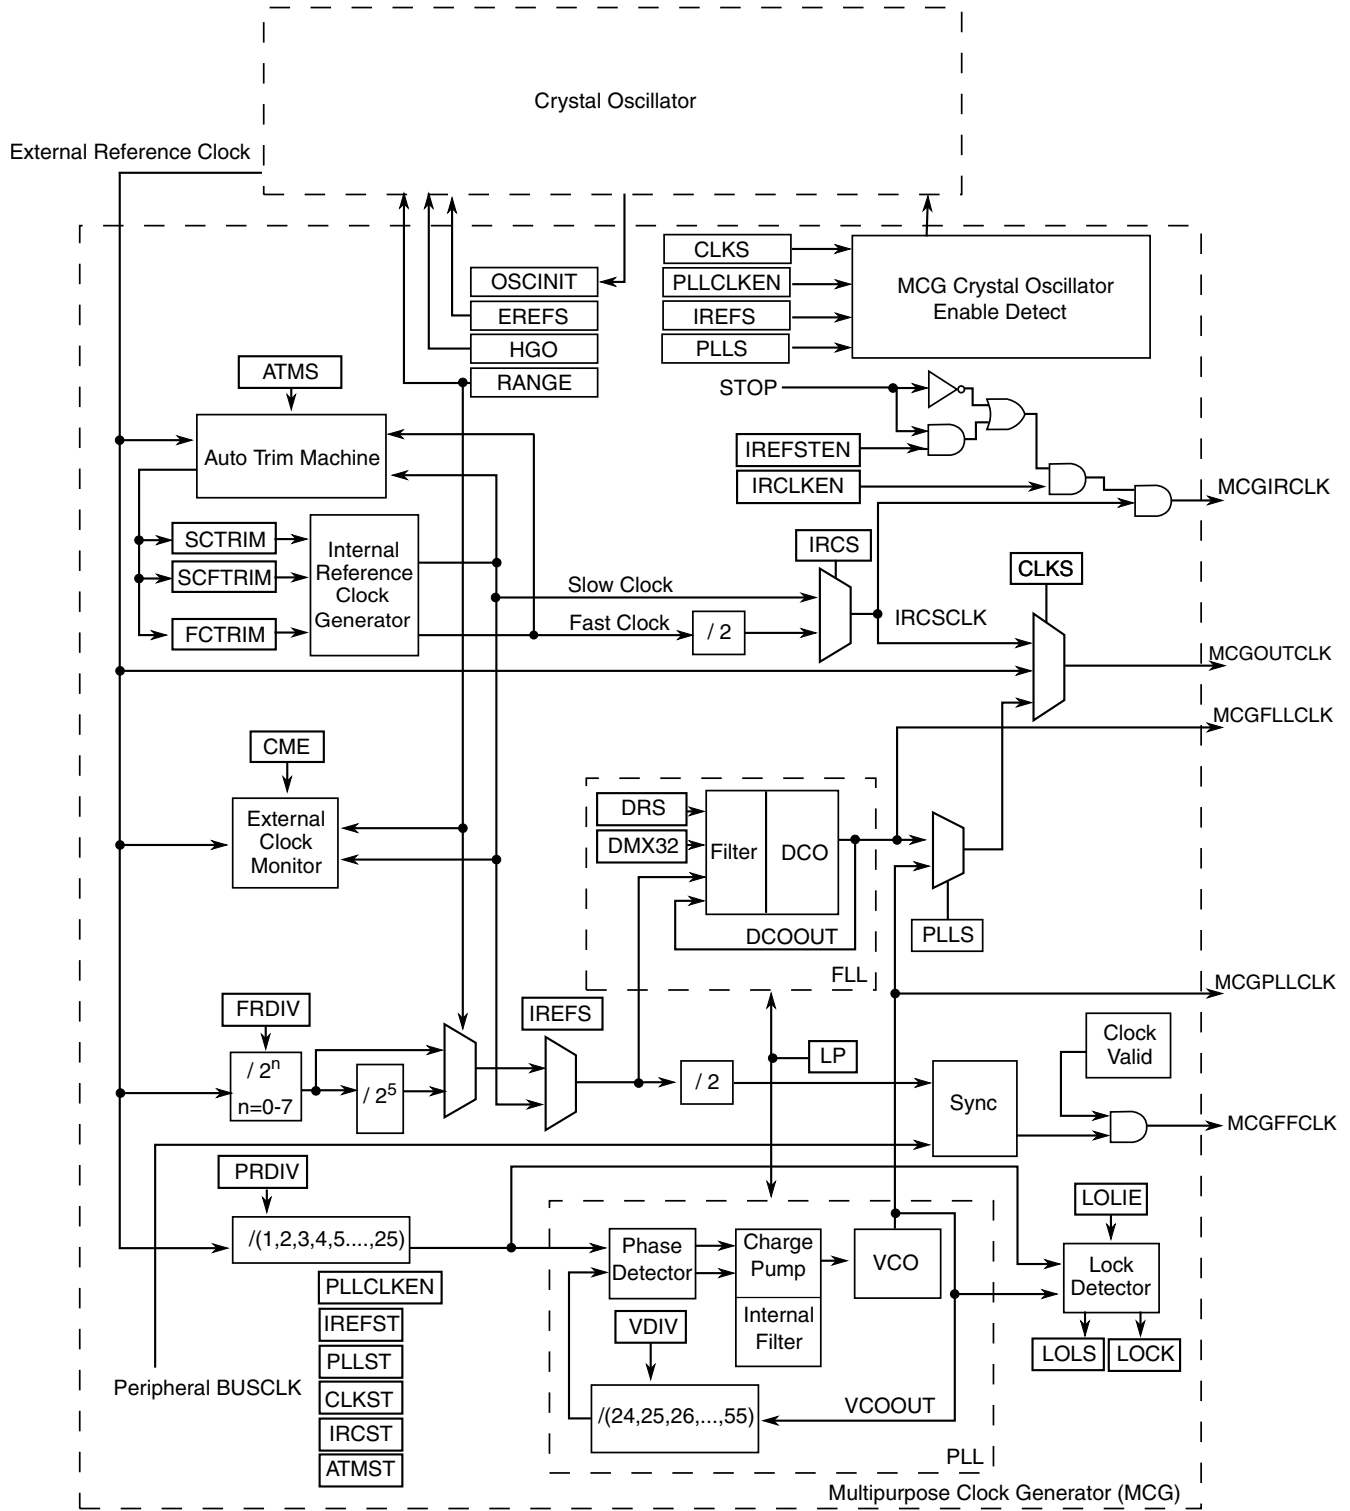 Crystal Oscillator
External Reference Clock
CLKS
PLLCLKEN
IREFS
PLLS
MCG Crystal Oscillator
Enable Detect
OSCINIT
EREFS
HGO
RANGE
ATMS
STOP
Auto Trim Machine
IREFSTEN
IRCLKEN
MCGIRCLK
SCTRIM
SCFTRIM
FCTRIM
Internal
Reference
Clock
Generator
IRCS
CLKS
Slow Clock
Fast Clock
/ 2
IRCSCLK
MCGOUTCLK
MCGFLLCLK
CME
External
Clock
Monitor
DRS
DMX32
Filter
DCO
DCOOUT
FLL
PLLS
MCGPLLCLK
FRDIV
IREFS
/ 2n
n=0-7
/ 25
LP
/ 2
Sync
Clock
Valid
MCGFFCLK
PRDIV
/(1,2,3,4,5....,25)
LOLIE
Phase
Detector
Charge
Pump
Internal
Filter
VCO
Lock
Detector
LOLS
LOCK
PLLCLKEN
IREFST
PLLST
CLKST
IRCST
ATMST
VDIV
/(24,25,26,...,55)
VCOOUT
PLL
Peripheral BUSCLK
Multipurpose Clock Generator (MCG)